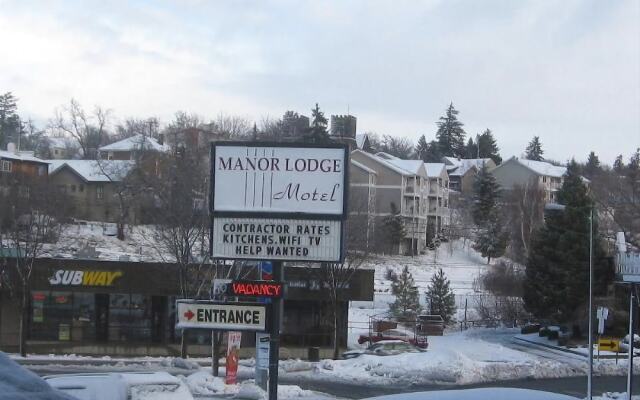 MANOR LODGE
Motel
CONTRACTOR RATES
KITCHENS.WIFI TV
HELP WANTED
SUBWAY
VACANCY
ENTRANCE